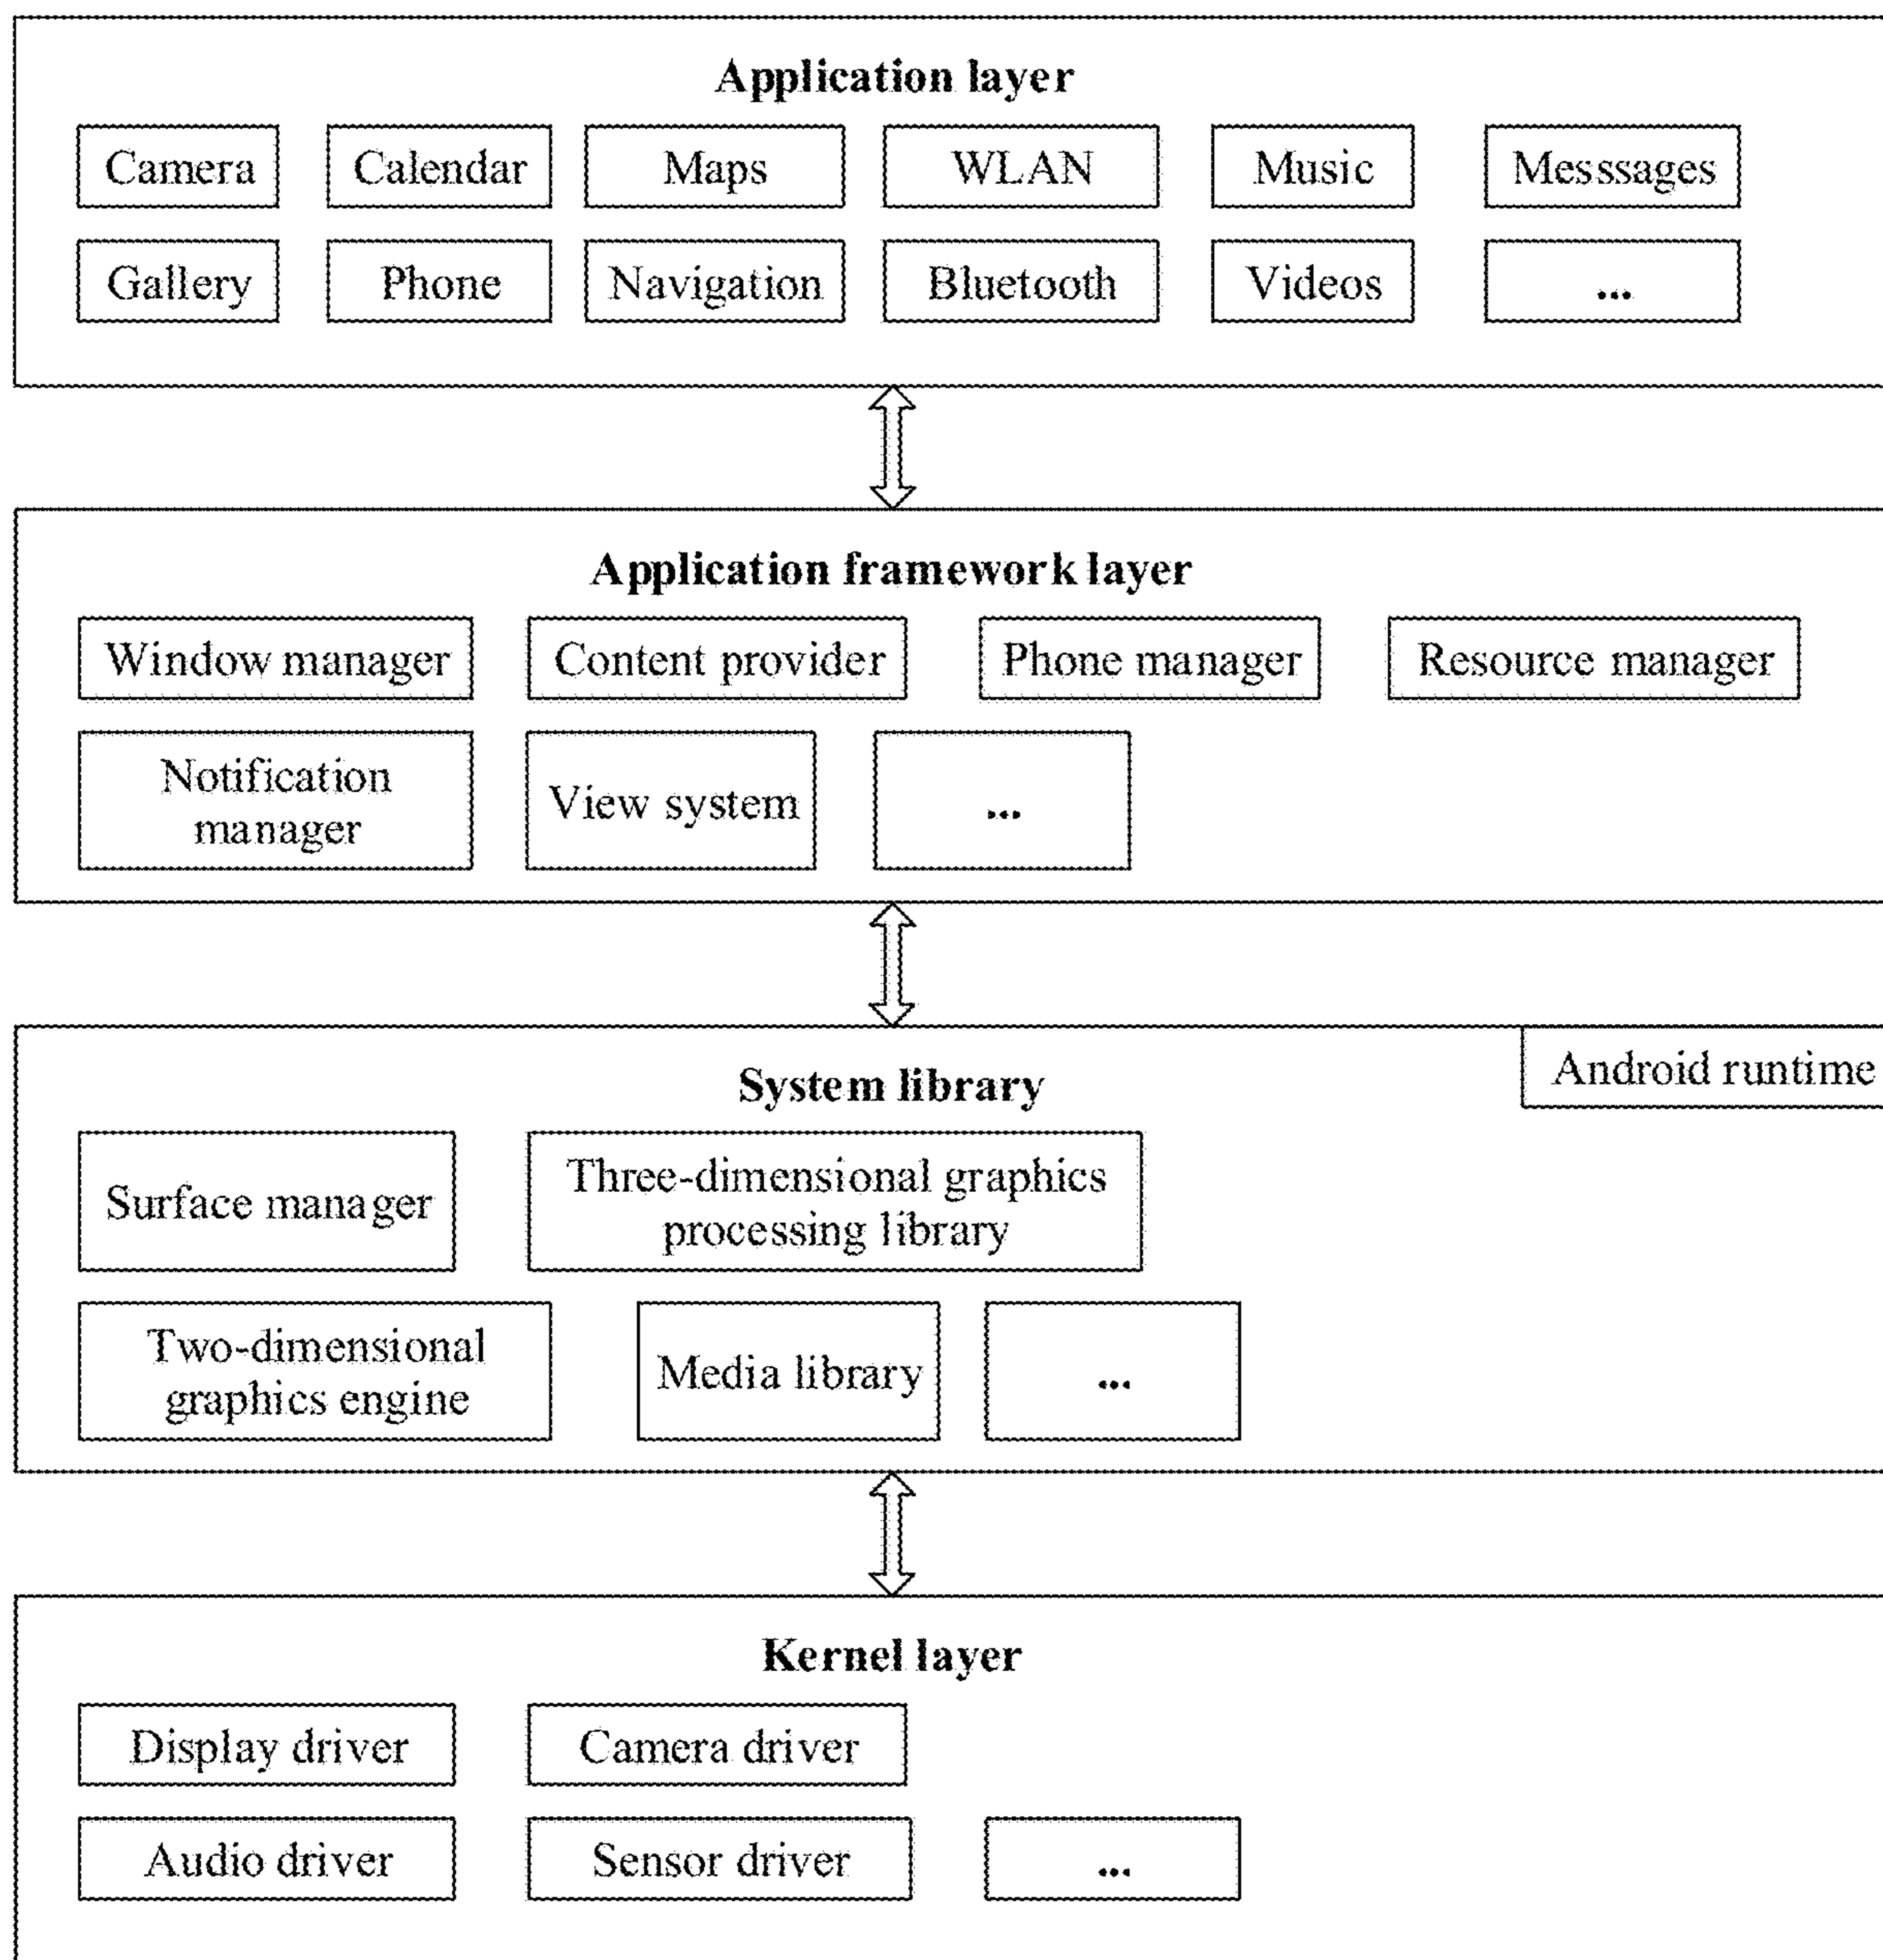 Application layer
Camera
Calendar
Maps
WLAN
Music
Messsages
Gallery
Phone
Navigation
Bluetooth
Videos
...
Application framework layer
Window manager
Content provider
Phone manager
Resource manager
Notification
manager
View system
...
System library
Android runtime
Surface manager
Three-dimensional graphics
processing library
Two-dimensional
graphics engine
Media library
...
Kernel layer
Display driver
Camera driver
Audio driver
Sensor driver
...